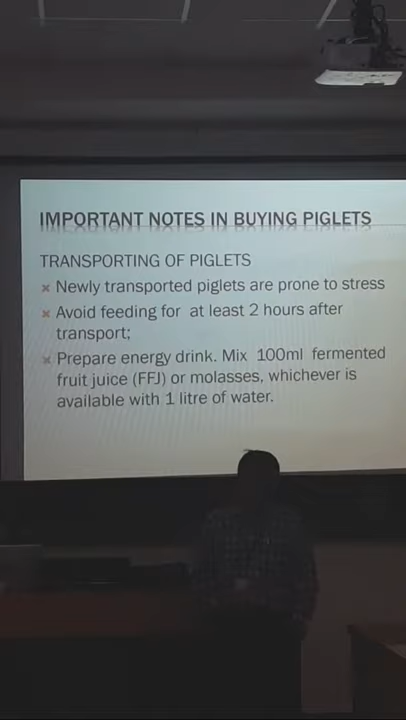 IMPORTANT NOTES IN BUYING PIGLETS
TRANSPORTING OF PIGLETS
Newly transported piglets are prone to stress
Avoid feeding for at least 2 hours after
transport;
Prepare energy drink. Mix 100ml fermented
fruit juice (FFJ) or molasses, whichever is
available with 1 litre of water.